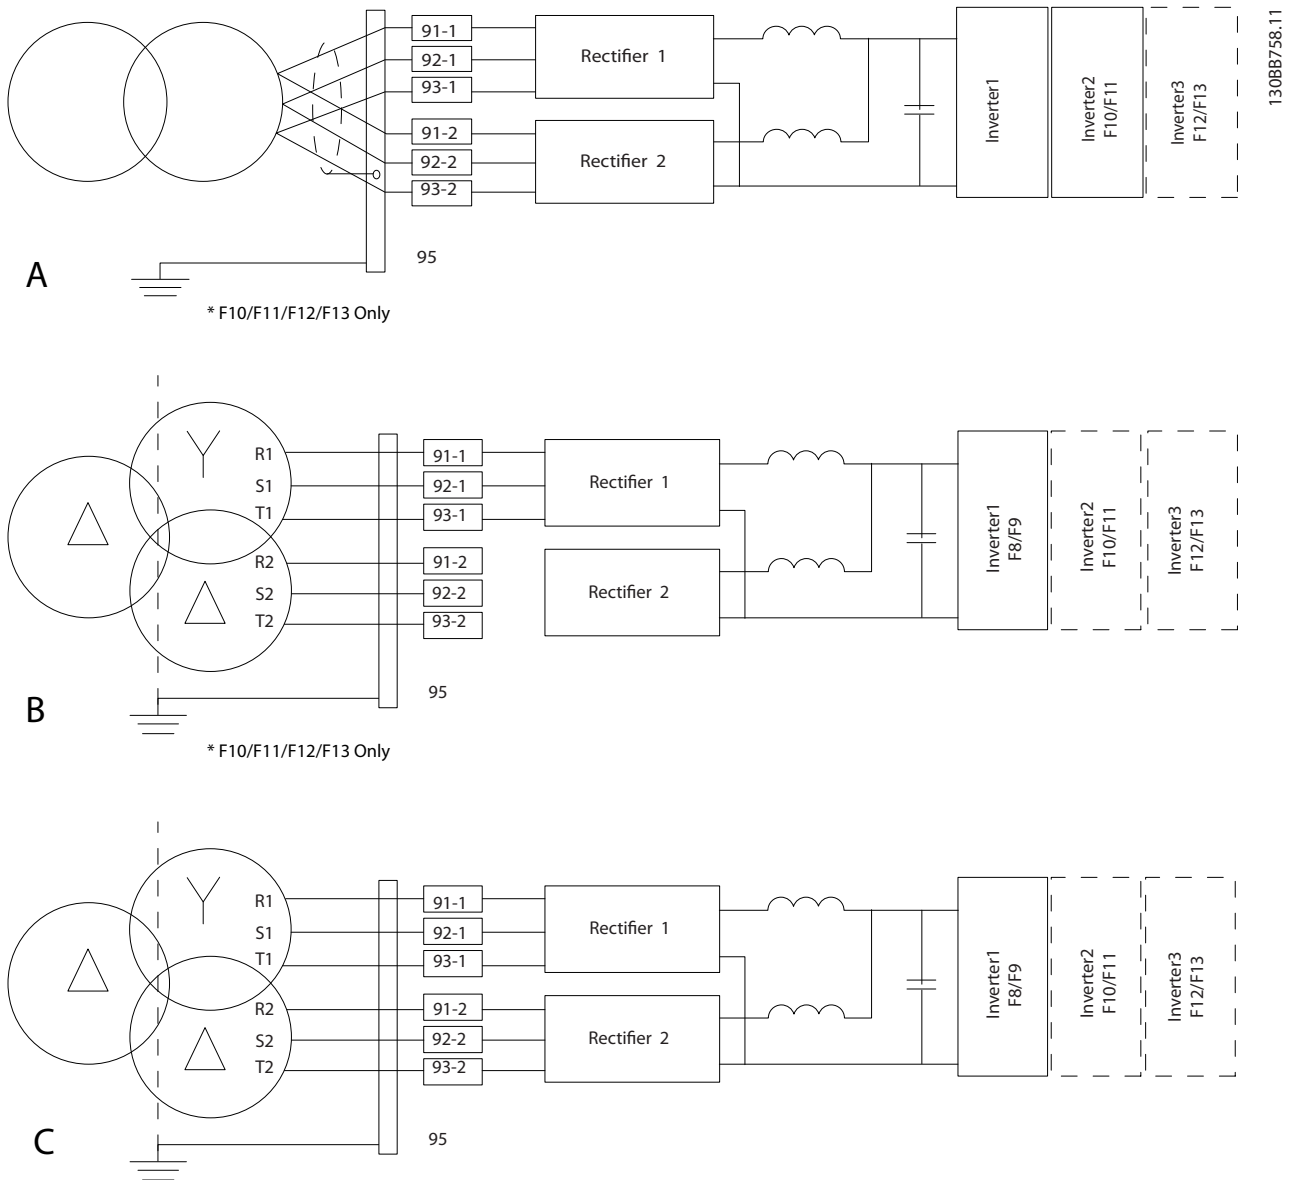 91-1
92-1
93-1
91-2
92-2
93-2
Rectifier 1
Rectifier 2
Inverter1
Inverter2
F10/F11
Inverter3
F12/F13
130BB758.11
95
A
* F10/F11/F12/F13 Only
R1
S1
T1
R2
S2
T2
91-1
92-1
93-1
91-2
92-2
93-2
Rectifier 1
Rectifier 2
Inverter1
F8/F9
Inverter2
F10/F11
Inverter3
F12/F13
95
B
* F10/F11/F12/F13 Only
R1
S1
T1
R2
S2
T2
91-1
92-1
93-1
91-2
92-2
93-2
Rectifier 1
Rectifier 2
Inverter1
F8/F9
Inverter2
F10/F11
Inverter3
F12/F13
95
C